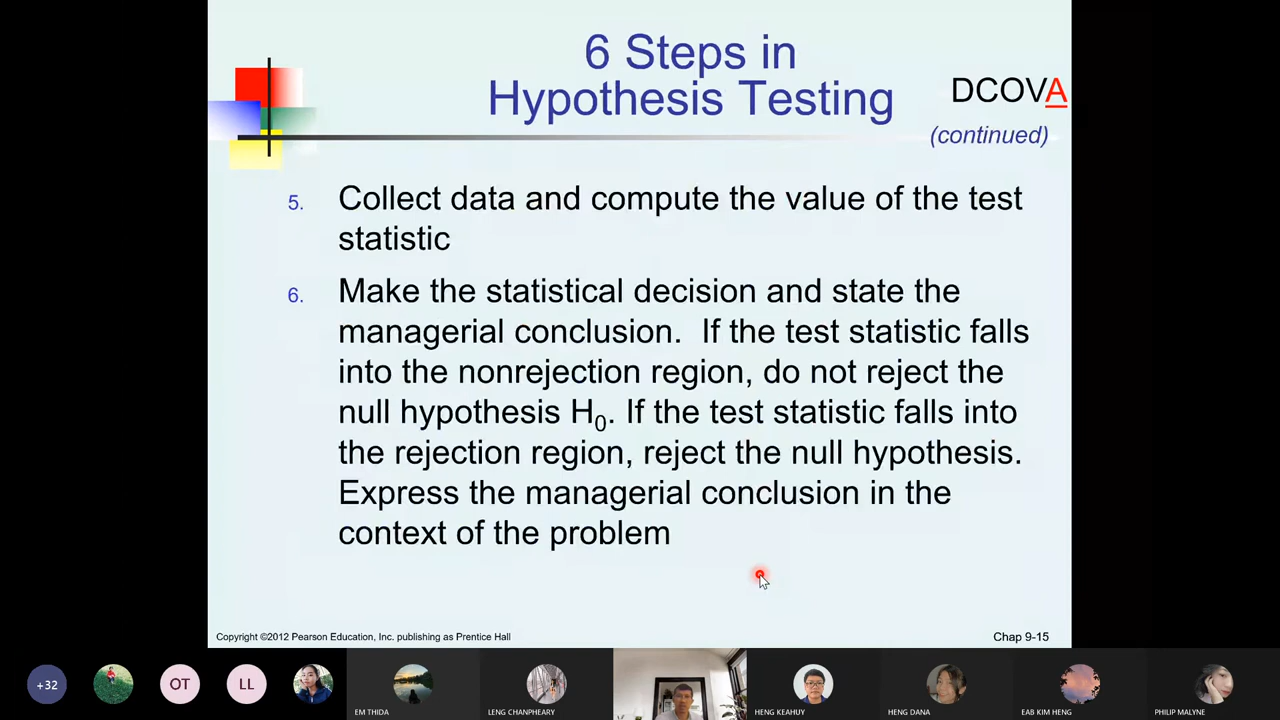 6 Steps in
Hypothesis Testing
DCOVA
(continued)
5. Collect data and compute the value of the test
statistic
6. Make the statistical decision and state the
managerial conclusion. If the test statistic falls
into the nonrejection region, do not reject the
null hypothesis H0. If the test statistic falls into
the rejection region, reject the null hypothesis.
Express the managerial conclusion in the
context of the problem
Copyright ©2012 Pearson Education, Inc. publishing as Prentice Hall
Chap 9-15
+32
OT
LL
EM THIDA
LENG CHANPHEARY
HENG KEAHUY
HENG DANA
EAB KIM HENG
PHILIP MALYNE